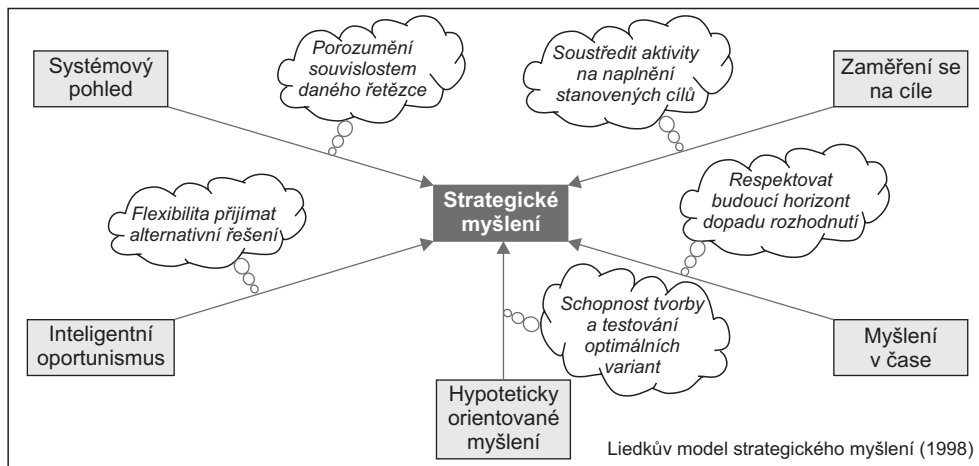 Systémový
pohled
Porozumění
souvislostem
daného řetězce
Soustředit aktivity
na naplnění
stanovených cílů
Zaměření se
na cíle
Flexibilita přijímat
alternativní řešení
Strategické
myšlení
Respektovat
budoucí horizont
dopadu rozhodnutí
Inteligentní
oportunismus
Schopnost tvorby
a testování
optimálních
variant
Myšlení
v čase
Hypoteticky
orientované
myšlení
Liedkův model strategického myšlení (1998)